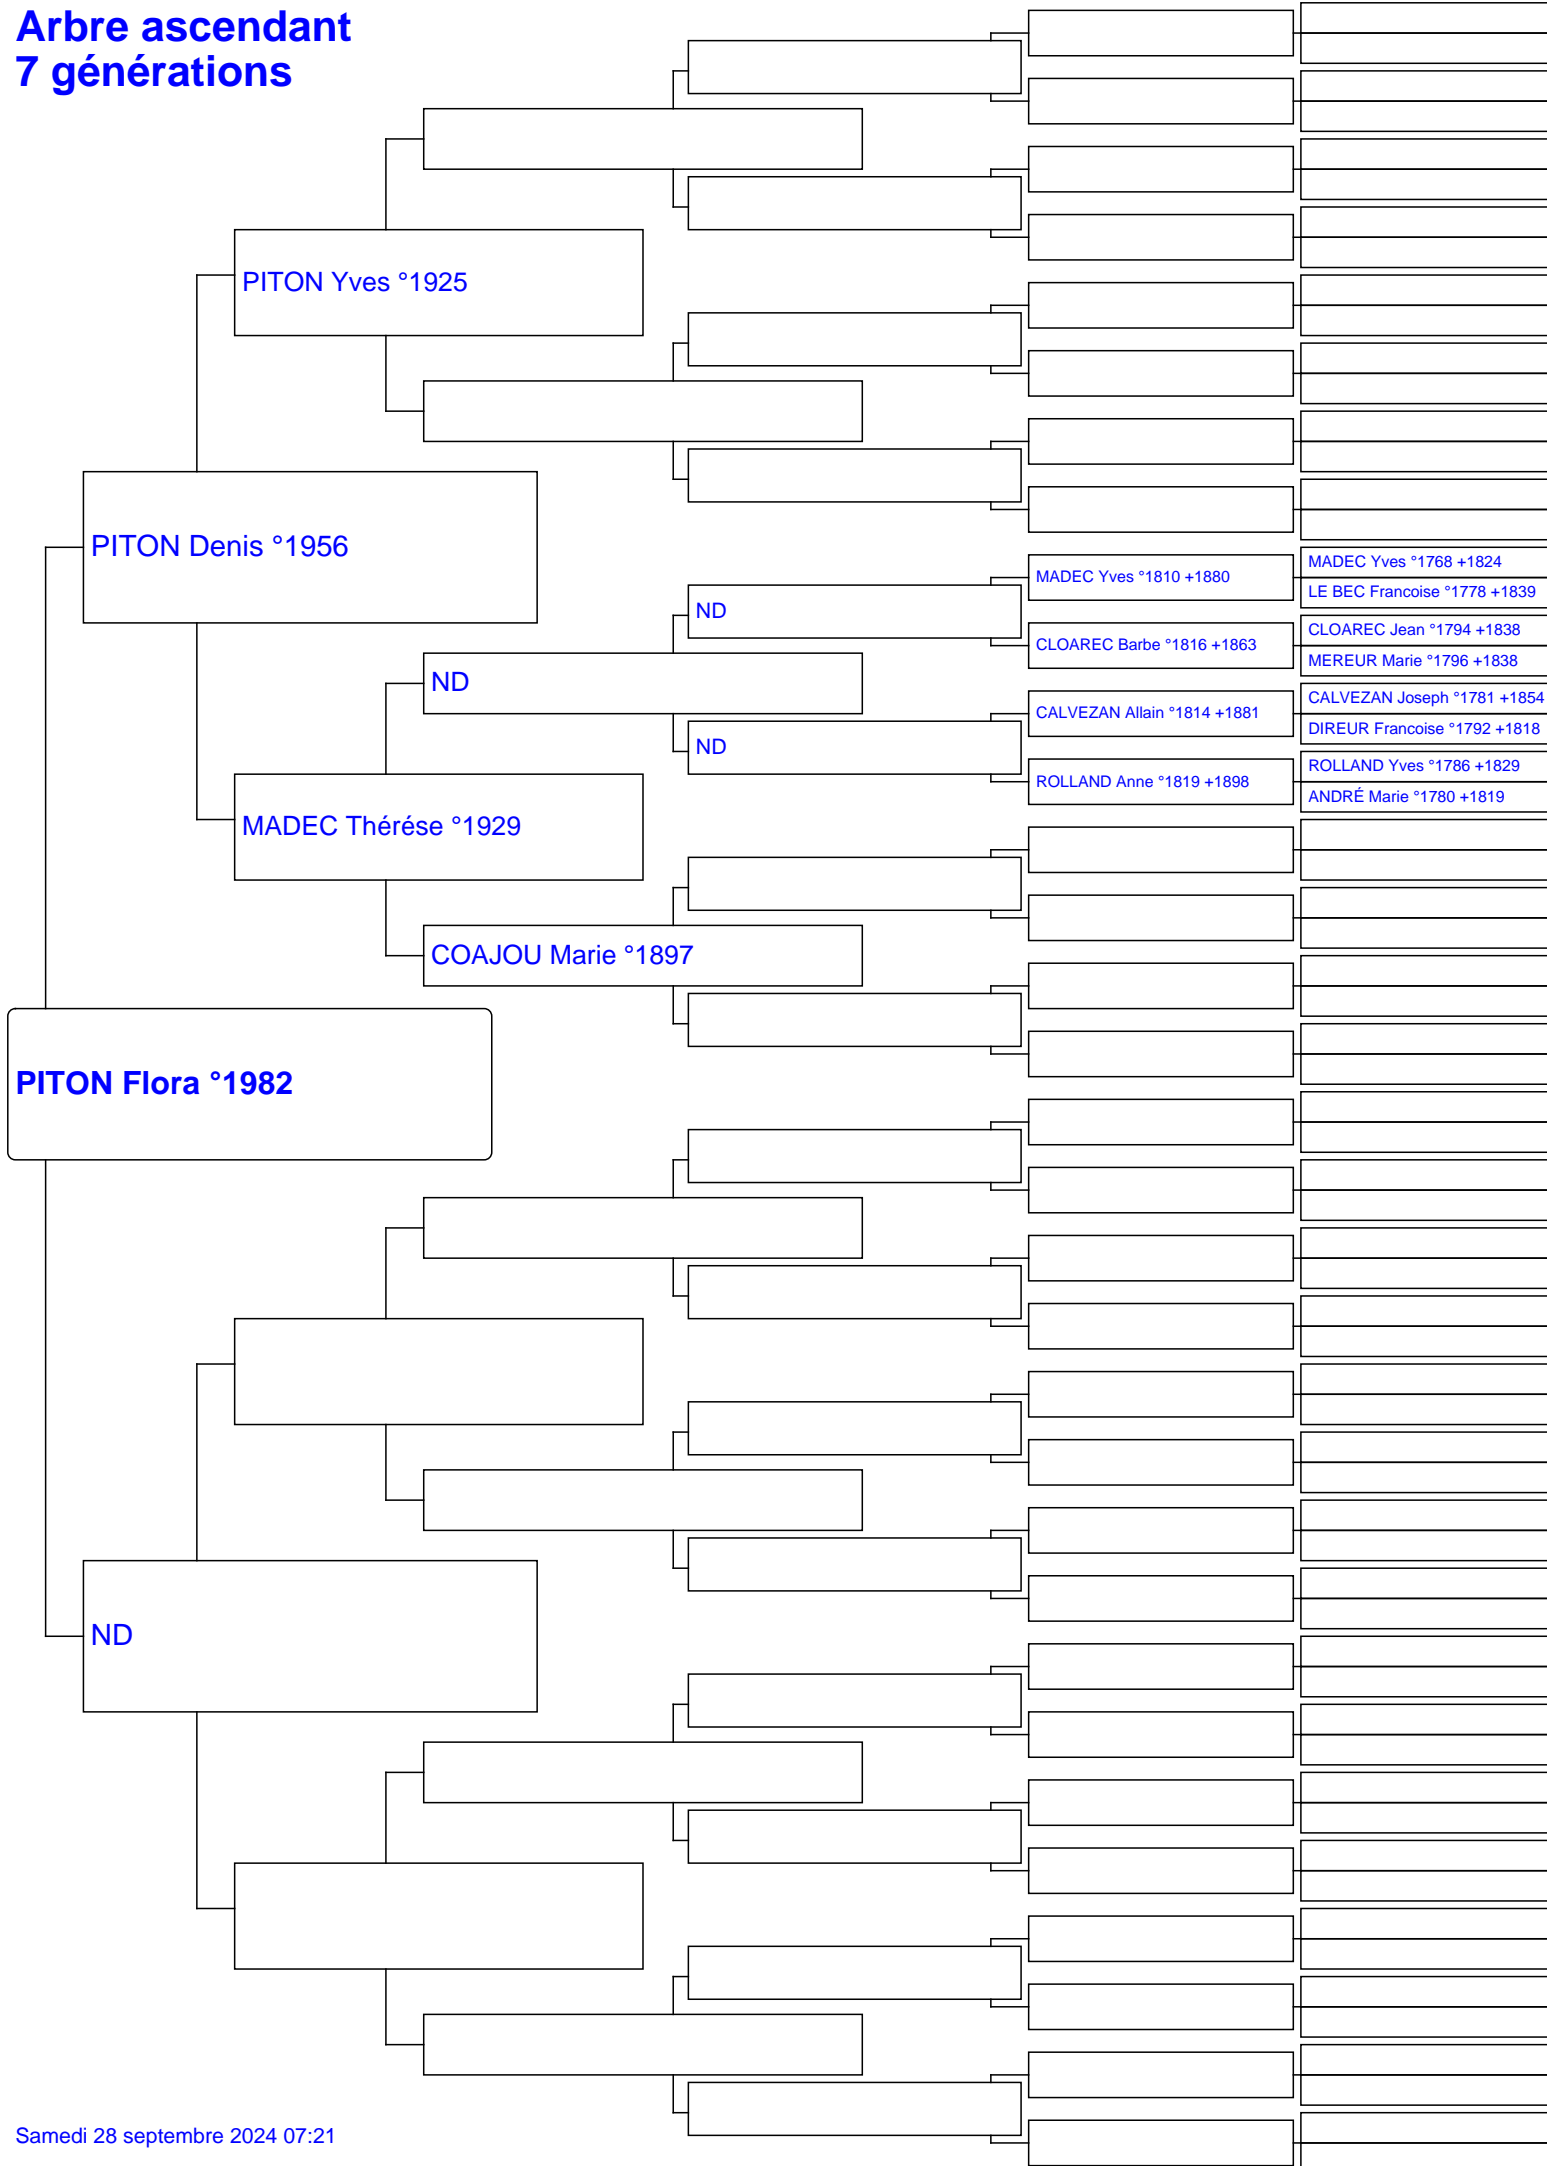 Arbre ascendant
7 générations
PITON Yves °1925
PITON Denis °1956
MADEC Yves °1810 +1880
MADEC Yves °1768 +1824
LE BEC Francoise °1778 +1839
ND
CLOAREC Barbe °1816 +1863
CLOAREC Jean °1794 +1838
MEREUR Marie °1796 +1838
ND
CALVEZAN Allain °1814 +1881
CALVEZAN Joseph °1781 +1854
DIREUR Francoise °1792 +1818
ND
ROLLAND Anne °1819 +1898
ROLLAND Yves °1786 +1829
ANDRÉ Marie °1780 +1819
MADEC Thérése °1929
COAJOU Marie °1897
PITON Flora °1982
ND
Samedi 28 septembre 2024 07:21